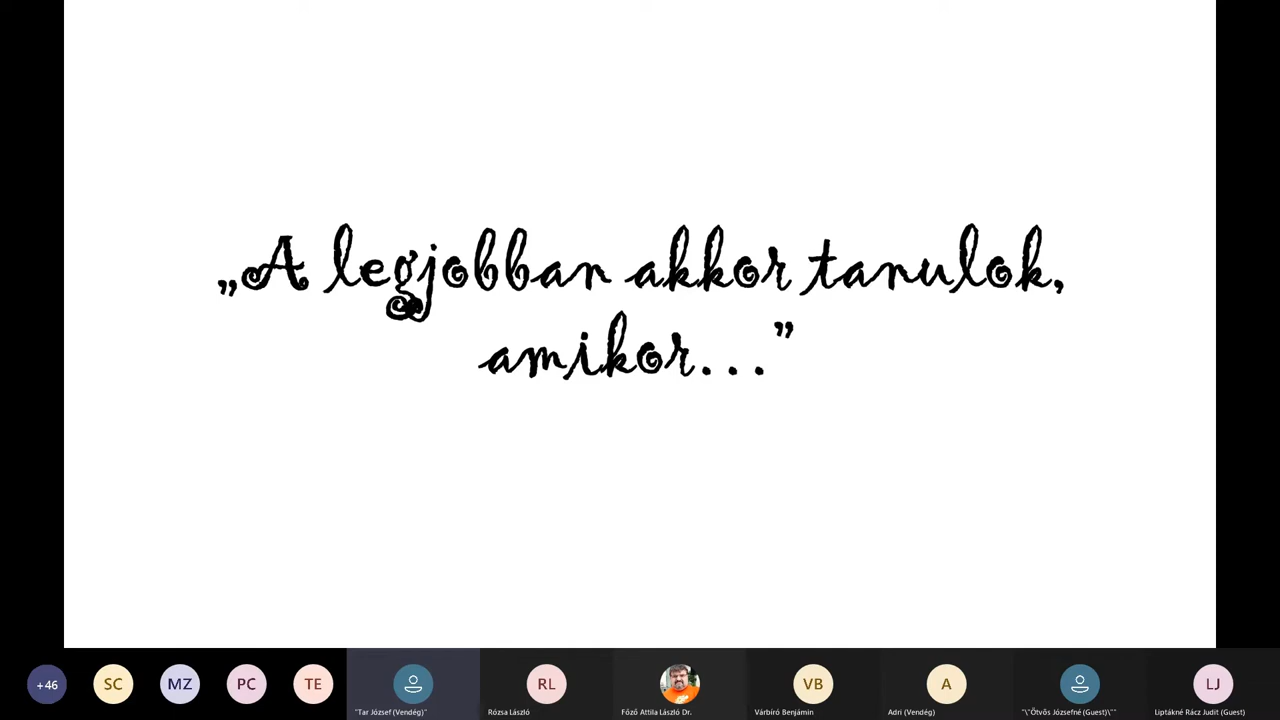 „A legjobban akkor tanulok,
amikor...”
+46
SC
MZ
PC
TE
RL
VB
A
LJ
"Tar József (Vendég)"
Rózsa László
Főző Attila László Dr.
Várbíró Benjámin
Adri (Vendég)
"\"Ötvös Józsefné (Guest)\""
Liptákné Rácz Judit (Guest)